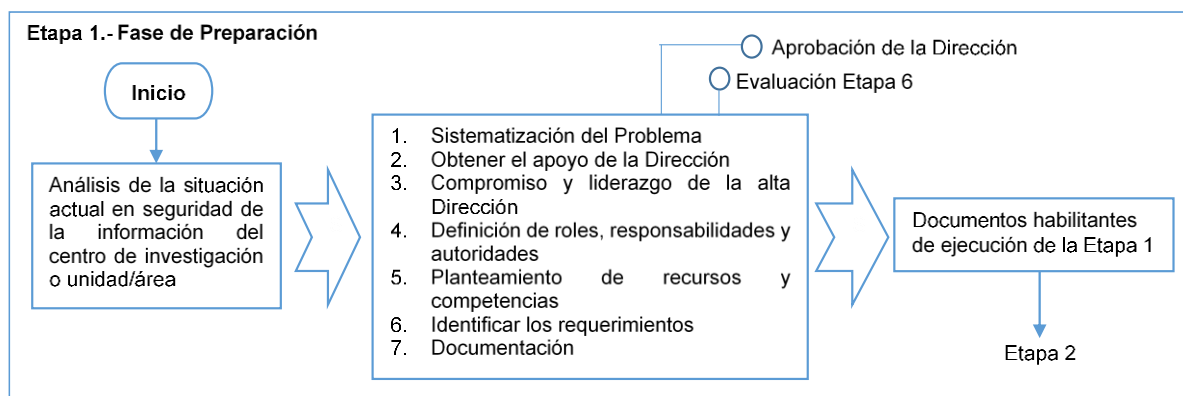 Etapa 1.- Fase de Preparación
Aprobación de la Dirección
Evaluación Etapa 6
Inicio
Análisis de la situación
actual en seguridad de
la información del
centro de investigación
o unidad/área
1. Sistematización del Problema
2. Obtener el apoyo de la Dirección
3. Compromiso y liderazgo de la alta
Dirección
4. Definición de roles, responsabilidades y
autoridades
5. Planteamiento de recursos y
competencias
6. Identificar los requerimientos
7. Documentación
Documentos habilitantes
de ejecución de la Etapa 1
Etapa 2